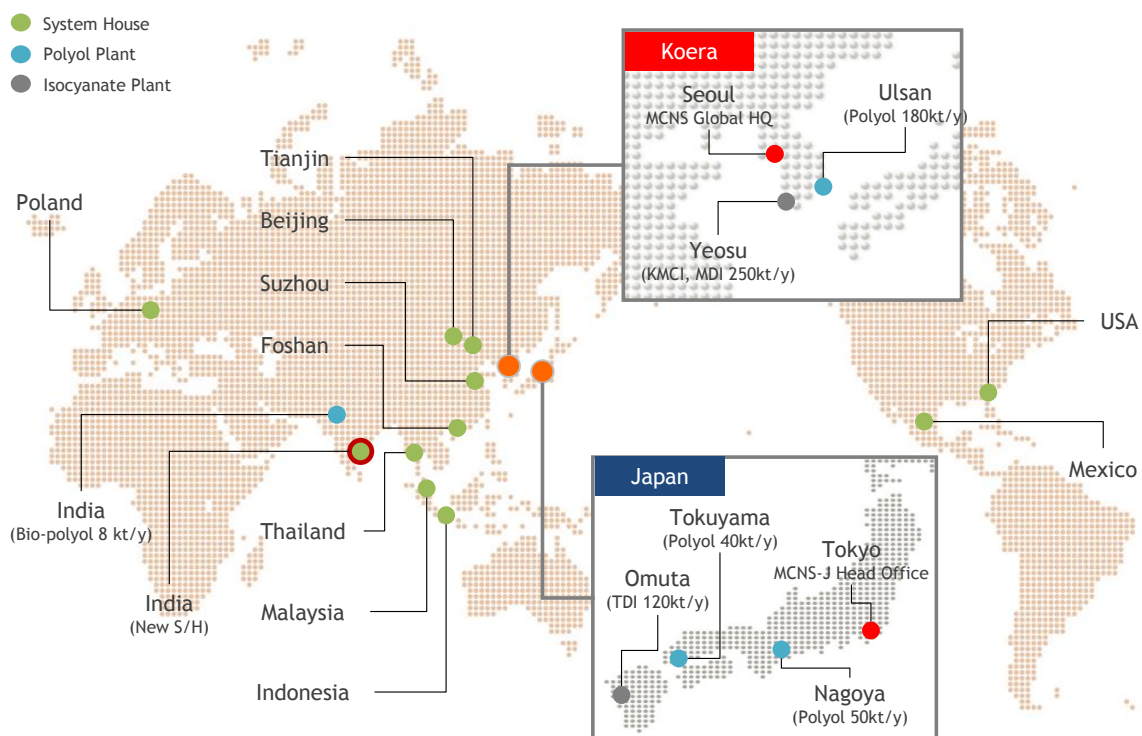 System House
Polyol Plant
Isocyanate Plant
Koera
Seoul
MCNS Global HQ
Ulsan
(Polyol 180kt/y)
Yeosu
(KMCI, MDI 250kt/y)
Tianjin
Poland
Beijing
Suzhou
Foshan
USA
Mexico
India
(Bio-polyol 8 kt/y)
India
(New S/H)
Thailand
Malaysia
Indonesia
Japan
Tokuyama
(Polyol 40kt/y)
Tokyo
MCNS-J Head Office
Omuta
(TDI 120kt/y)
Nagoya
(Polyol 50kt/y)